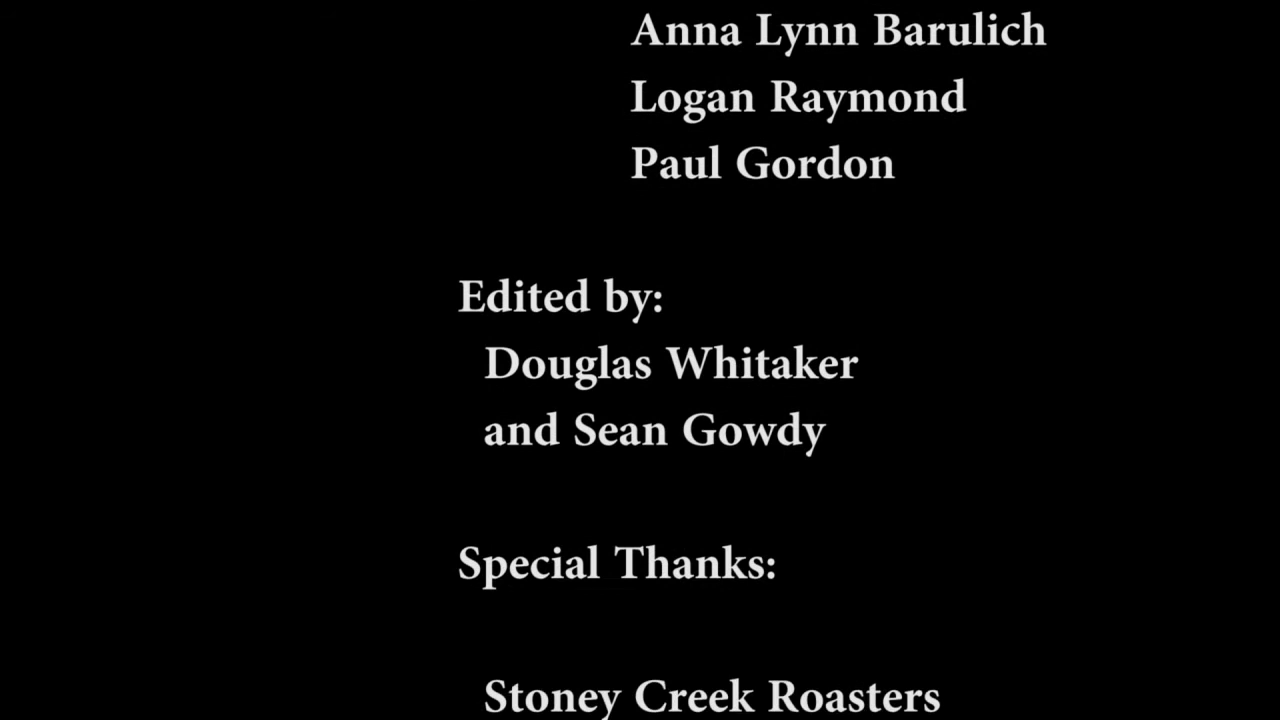 Anna Lynn Barulich
Logan Raymond
Paul Gordon
Edited by:
Douglas Whitaker
and Sean Gowdy
Special Thanks:
Stoney Creek Roasters